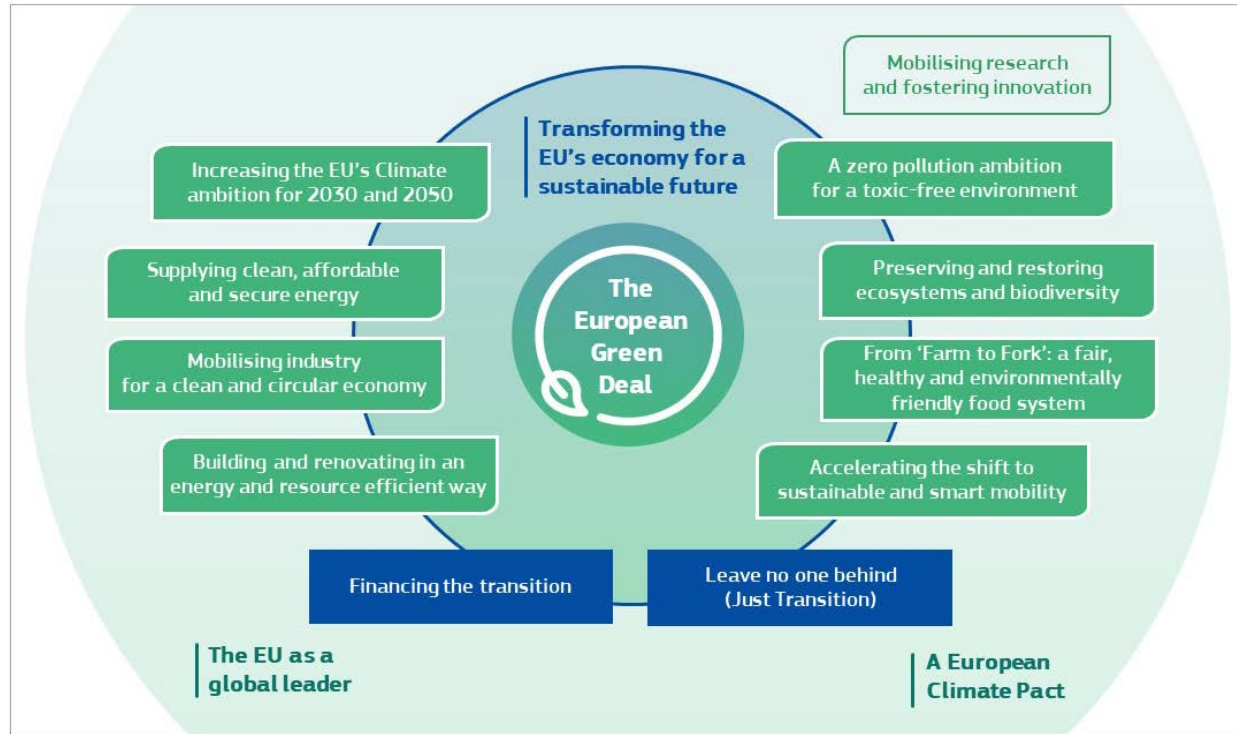 Mobilising research
and fostering innovation
Transforming the
EU's economy for a
sustainable future
Increasing the EU's Climate
ambition for 2030 and 2050
A zero pollution ambition
for a toxic-free environment
Supplying clean, affordable
and secure energy
Preserving and restoring
ecosystems and biodiversity
The
European
Green
Deal
Mobilising industry
for a clean and circular economy
From ‘Farm to Fork’: a fair,
healthy and environmentally
friendly food system
Building and renovating in an
energy and resource efficient way
Accelerating the shift to
sustainable and smart mobility
Financing the transition
Leave no one behind
(Just Transition)
The EU as a
global leader
A European
Climate Pact